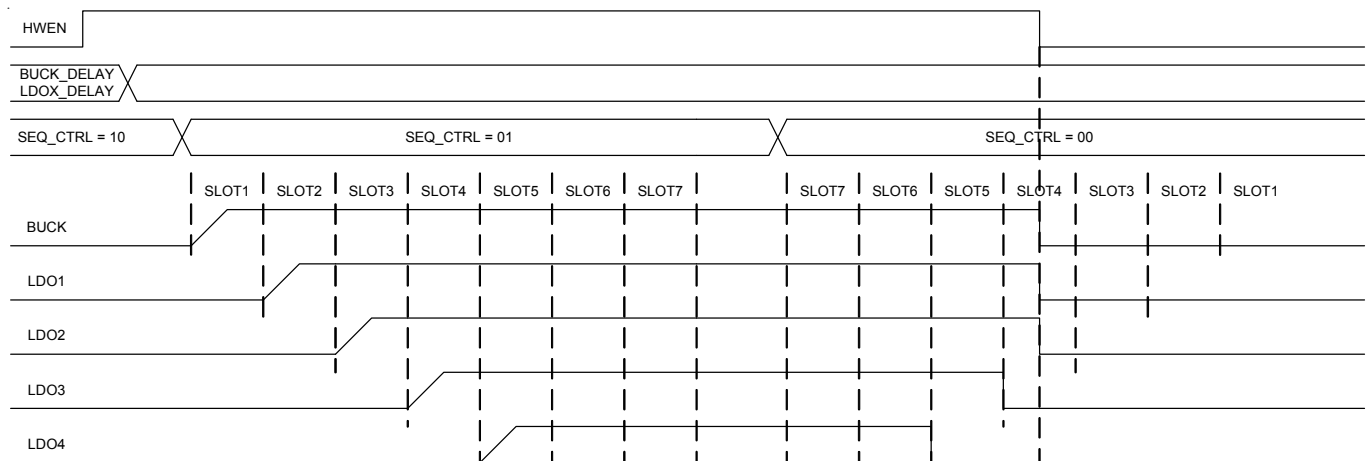 HWEN
BUCK_DELAY
LDOX_DELAY
SEQ_CTRL = 10 SEQ_CTRL = 01 SEQ_CTRL = 00
SLOT1 SLOT2 SLOT3 SLOT4 SLOT5 SLOT6 SLOT7 SLOT7 SLOT6 SLOT5 SLOT4 SLOT3 SLOT2 SLOT1
BUCK
LDO1
LDO2
LDO3
LDO4